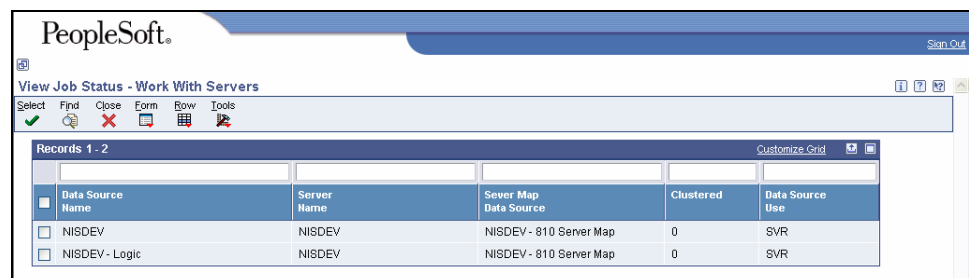 PeopleSoft®
Sign Out
View Job Status - Work With Servers
Select Find Close Form Row Tools
Records 1 - 2 Customize Grid
Data Source Name Server Name Sever Map Data Source Clustered Data Source Use
NISDEV NISDEV NISDEV - 810 Server Map 0 SVR
NISDEV - Logic NISDEV NISDEV - 810 Server Map 0 SVR